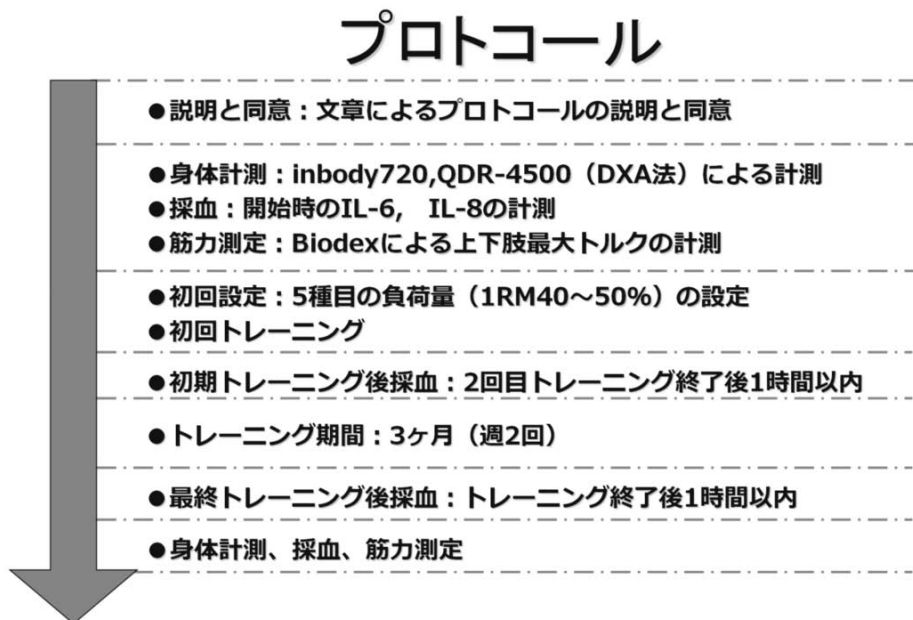 プロトコール
●説明と同意：文章によるプロトコールの説明と同意
●身体計測：inbody720,QDR-4500（DXA法）による計測
●採血：開始時のIL-6,　IL-8の計測
●筋力測定：Biodexによる上下肢最大トルクの計測
●初回設定：5種目の負荷量（1RM40～50%）の設定
●初回トレーニング
●初期トレーニング後採血：2回目トレーニング終了後1時間以内
●トレーニング期間：3ヶ月（週2回）
●最終トレーニング後採血：トレーニング終了後1時間以内
●身体計測、採血、筋力測定